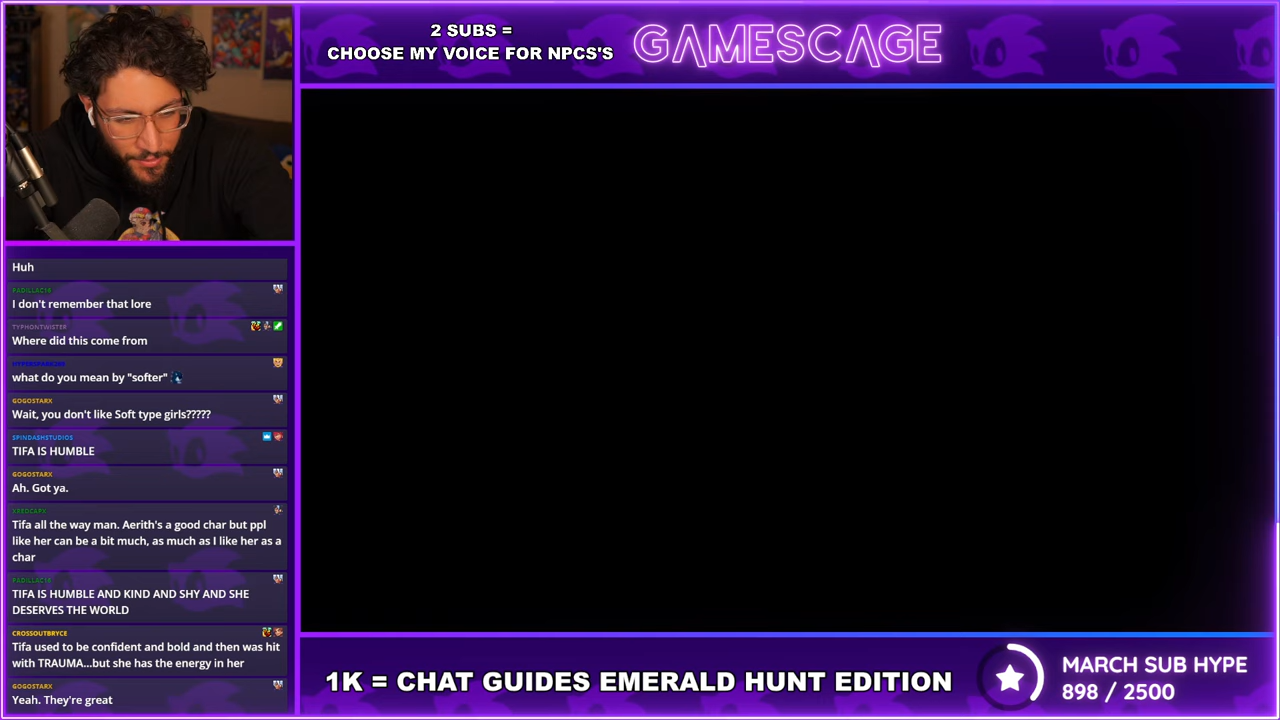 2 SUBS =
CHOOSE MY VOICE FOR NPCS'S
GAMESCAGE
Huh
PADILLAC16
I don't remember that lore
TYPHONTWISTER
Where did this come from
what do you mean by "softer"
GOGOSTARX
Wait, you don't like Soft type girls?????
SPINDASHSTUDIOS
TIFA IS HUMBLE
GOGOSTARX
Ah. Got ya.
Tifa all the way man. Aerith's a good char but ppl
like her can be a bit much, as much as I like her as a
char
PADILLAC16
TIFA IS HUMBLE AND KIND AND SHY AND SHE
DESERVES THE WORLD
CROSSOUTBRYCE
Tifa used to be confident and bold and then was hit
with TRAUMA...but she has the energy in her
GOGOSTARX
Yeah. They're great
1K = CHAT GUIDES EMERALD HUNT EDITION
MARCH SUB HYPE
898 / 2500